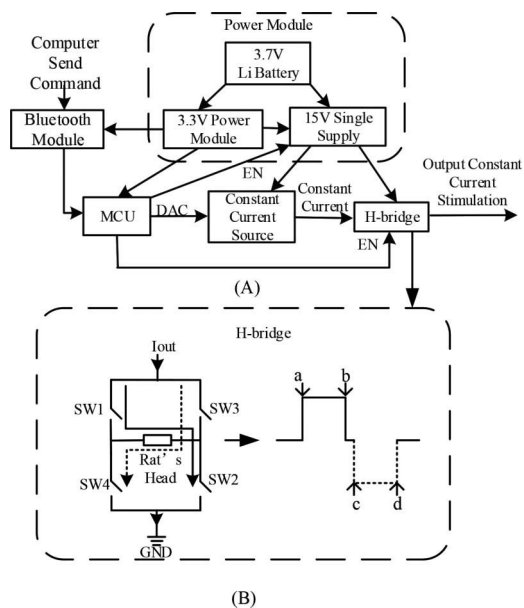 Power Module
Computer
Send
Command
3.7V
Li Battery
Bluetooth
Module
3.3V Power
Module
15V Single
Supply
EN
Output Constant
Current
Stimulation
MCU
DAC
Constant
Current
Source
Constant
Current
H-bridge
EN
(A)
H-bridge
Iout
a
b
SW1
SW3
Rat’ s
Head
SW4
SW2
c
d
GND
(B)